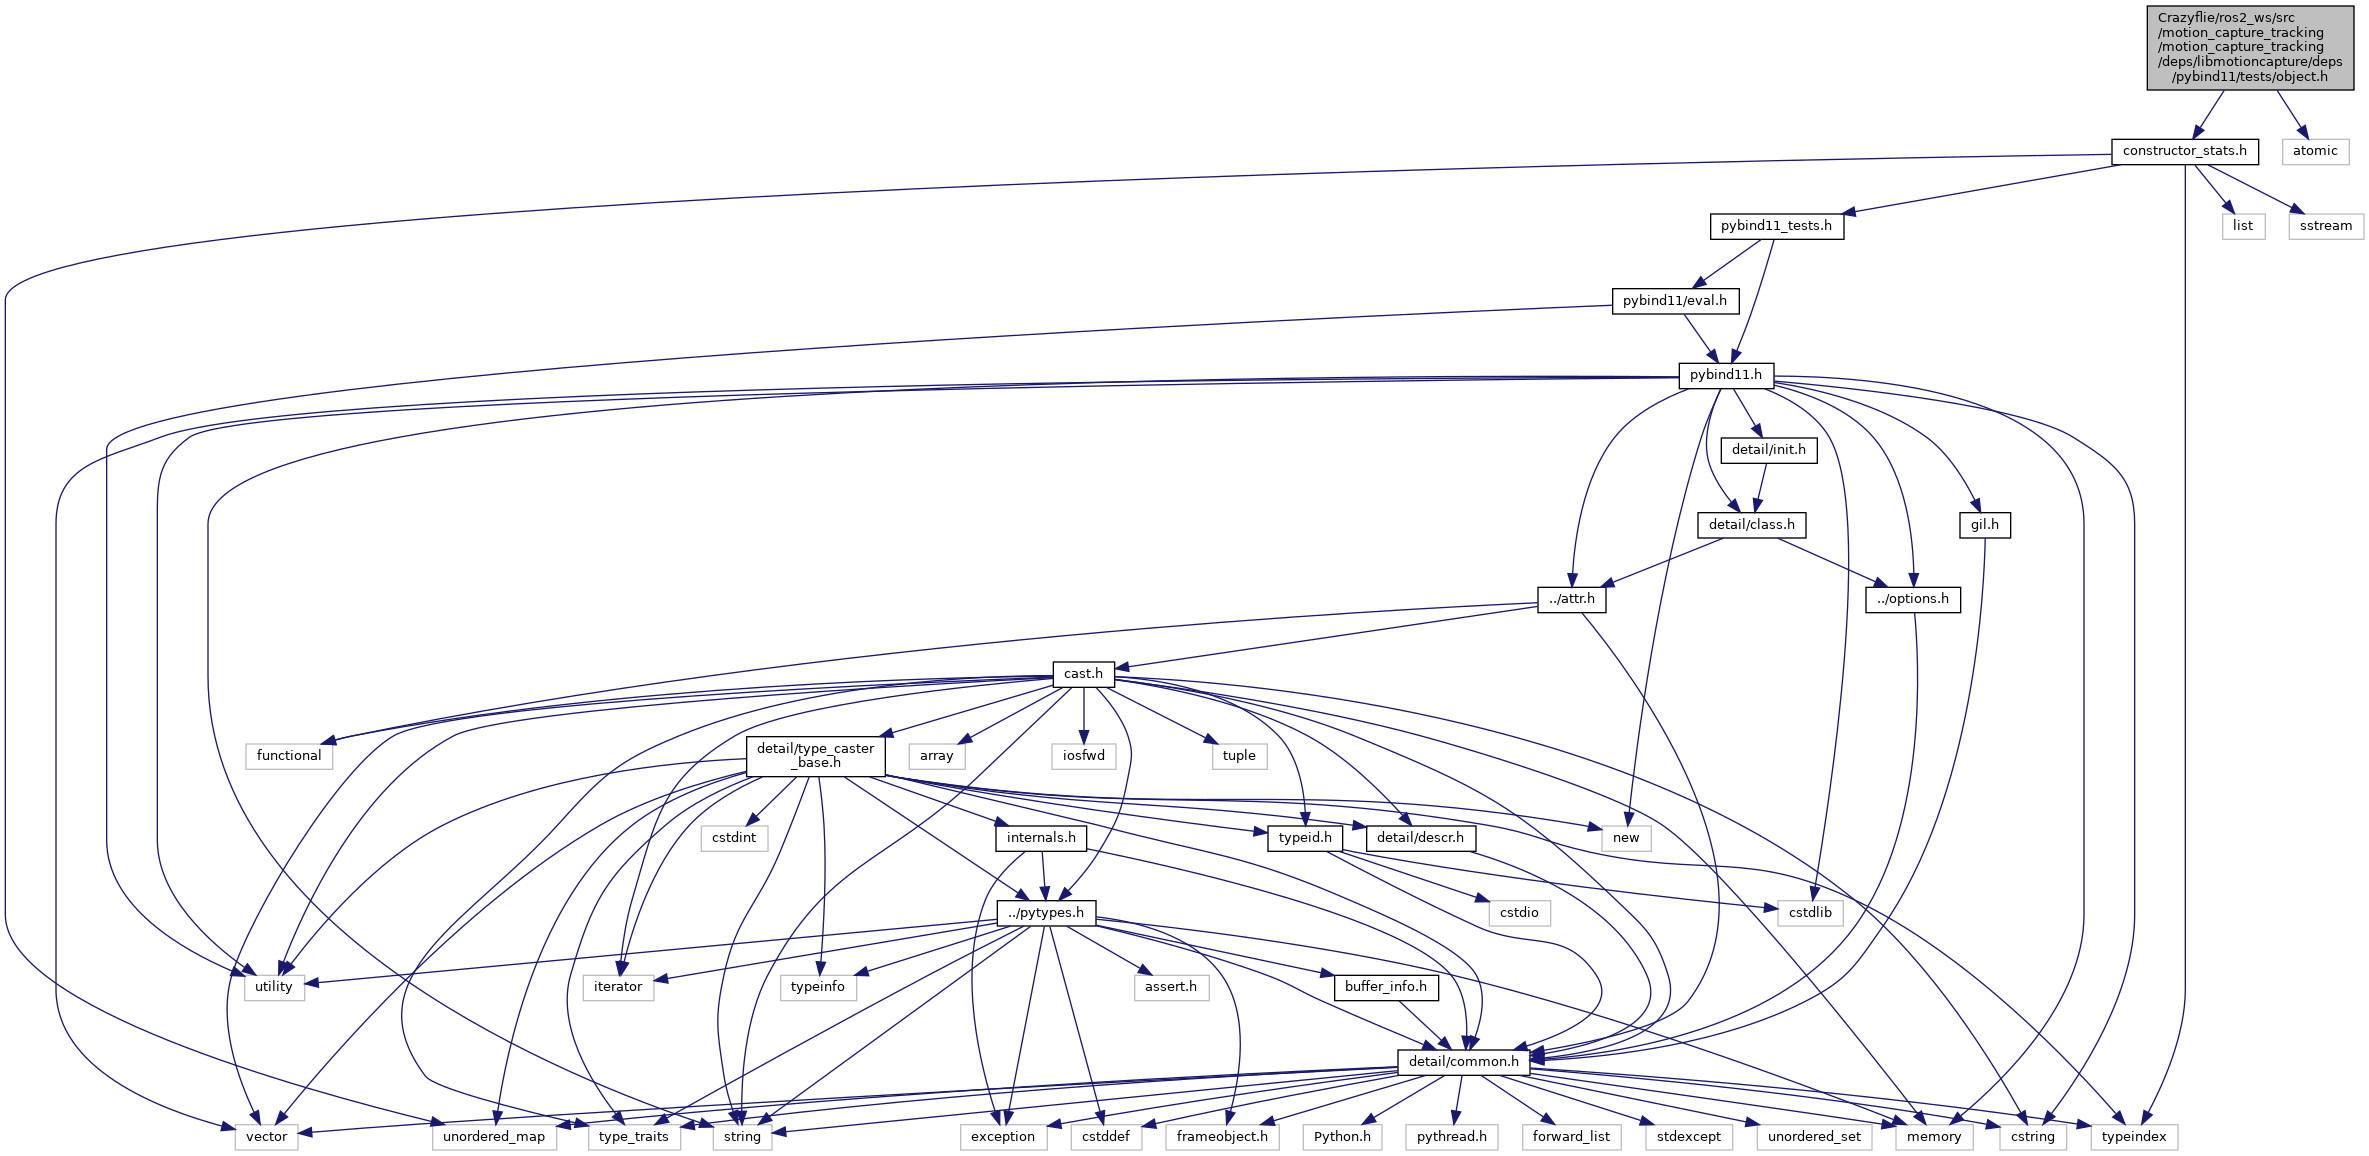 Crazyflie/ros2_ws/src
/motion_capture_tracking
/motion_capture_tracking
/deps/libmotioncapture/deps
/pybind11/tests/object.h
constructor_stats.h
atomic
pybind11_tests.h
list
sstream
pybind11/eval.h
pybind11.h
detail/init.h
detail/class.h
gil.h
../attr.h
../options.h
cast.h
functional
detail/type_caster
_base.h
array
iosfwd
tuple
cstdint
internals.h
typeid.h
detail/descr.h
new
../pytypes.h
cstdio
cstdlib
utility
iterator
typeinfo
assert.h
buffer_info.h
detail/common.h
vector
unordered_map
type_traits
string
exception
cstddef
frameobject.h
Python.h
pythread.h
forward_list
stdexcept
unordered_set
memory
cstring
typeindex